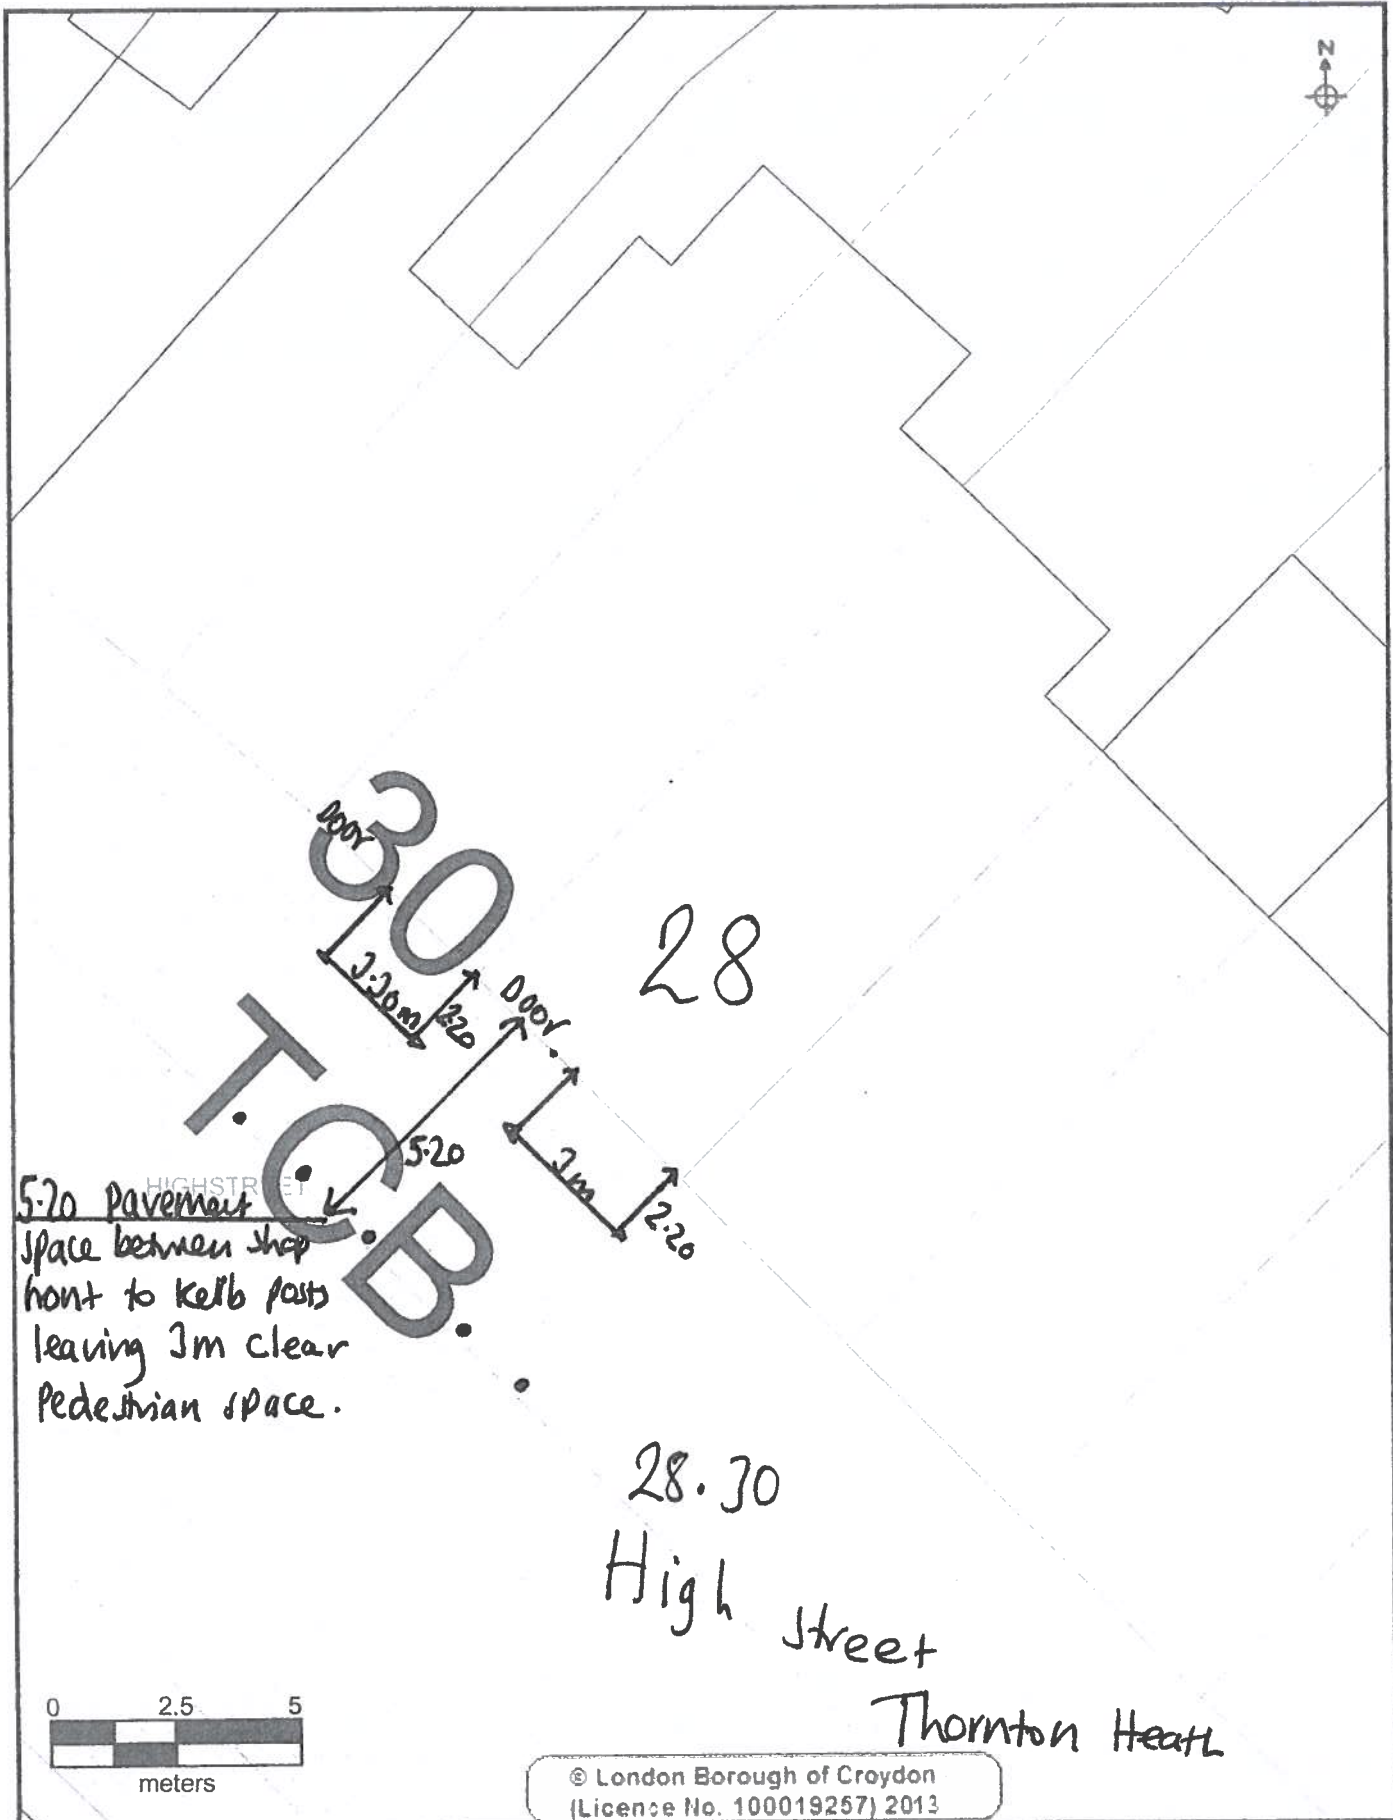 N
Door
30
3.30m
2.20
Door
28
T.C.B.
5.20
3m
2.20
HIGHSTREET
5.20 Pavement
space between shop
front to Kerb posts
leaving 3m clear
Pedestrian space.
28.30
High Street
Thornton Heath
0 2.5 5
meters
© London Borough of Croydon
(Licence No. 100019257) 2013